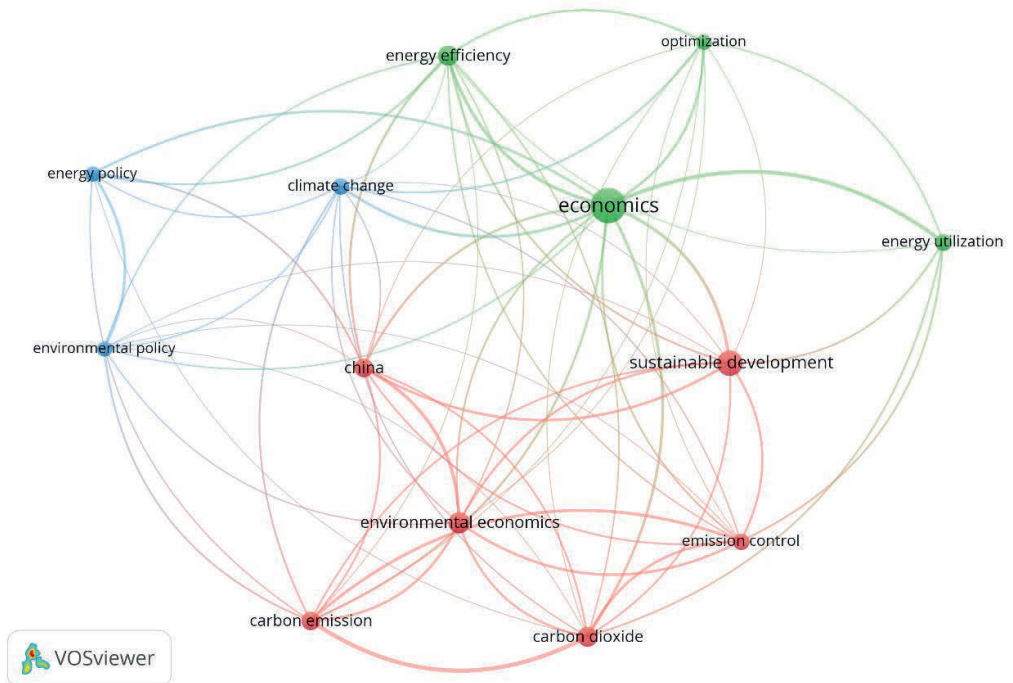 optimization
energy efficiency
energy policy
climate change
economics
energy utilization
environmental policy
china
sustainable development
environmental economics
emission control
carbon emission
carbon dioxide
VOSviewer